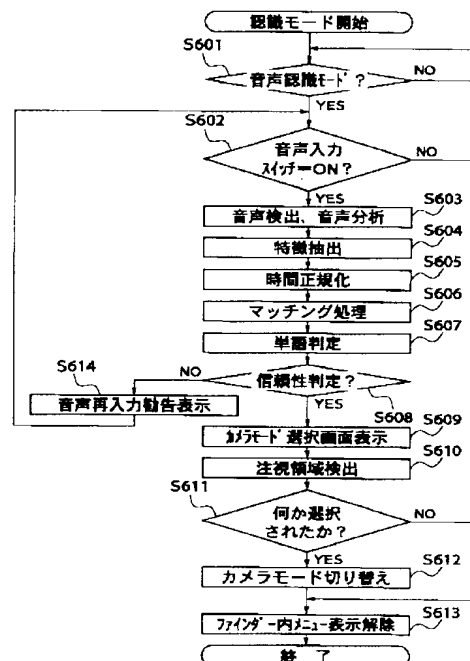 認識モード開始
S601
音声認識ﾓｰﾄﾞ？
NO
YES
S602
音声入力
ｽｲｯﾁ＝ON？
NO
YES
S603
音声検出、音声分析
S604
特徴抽出
S605
時間正規化
S606
マッチング処理
S607
単語判定
S614
NO
信頼性判定？
音声再入力勧告表示
S608
YES
S609
ｶﾒﾗﾓｰﾄﾞ選択画面表示
S610
注視領域検出
S611
何か選択
されたか？
NO
YES
S612
カメラモード切り替え
S613
ﾌｧｲﾝﾀﾞｰ内メニュー表示解除
終 了